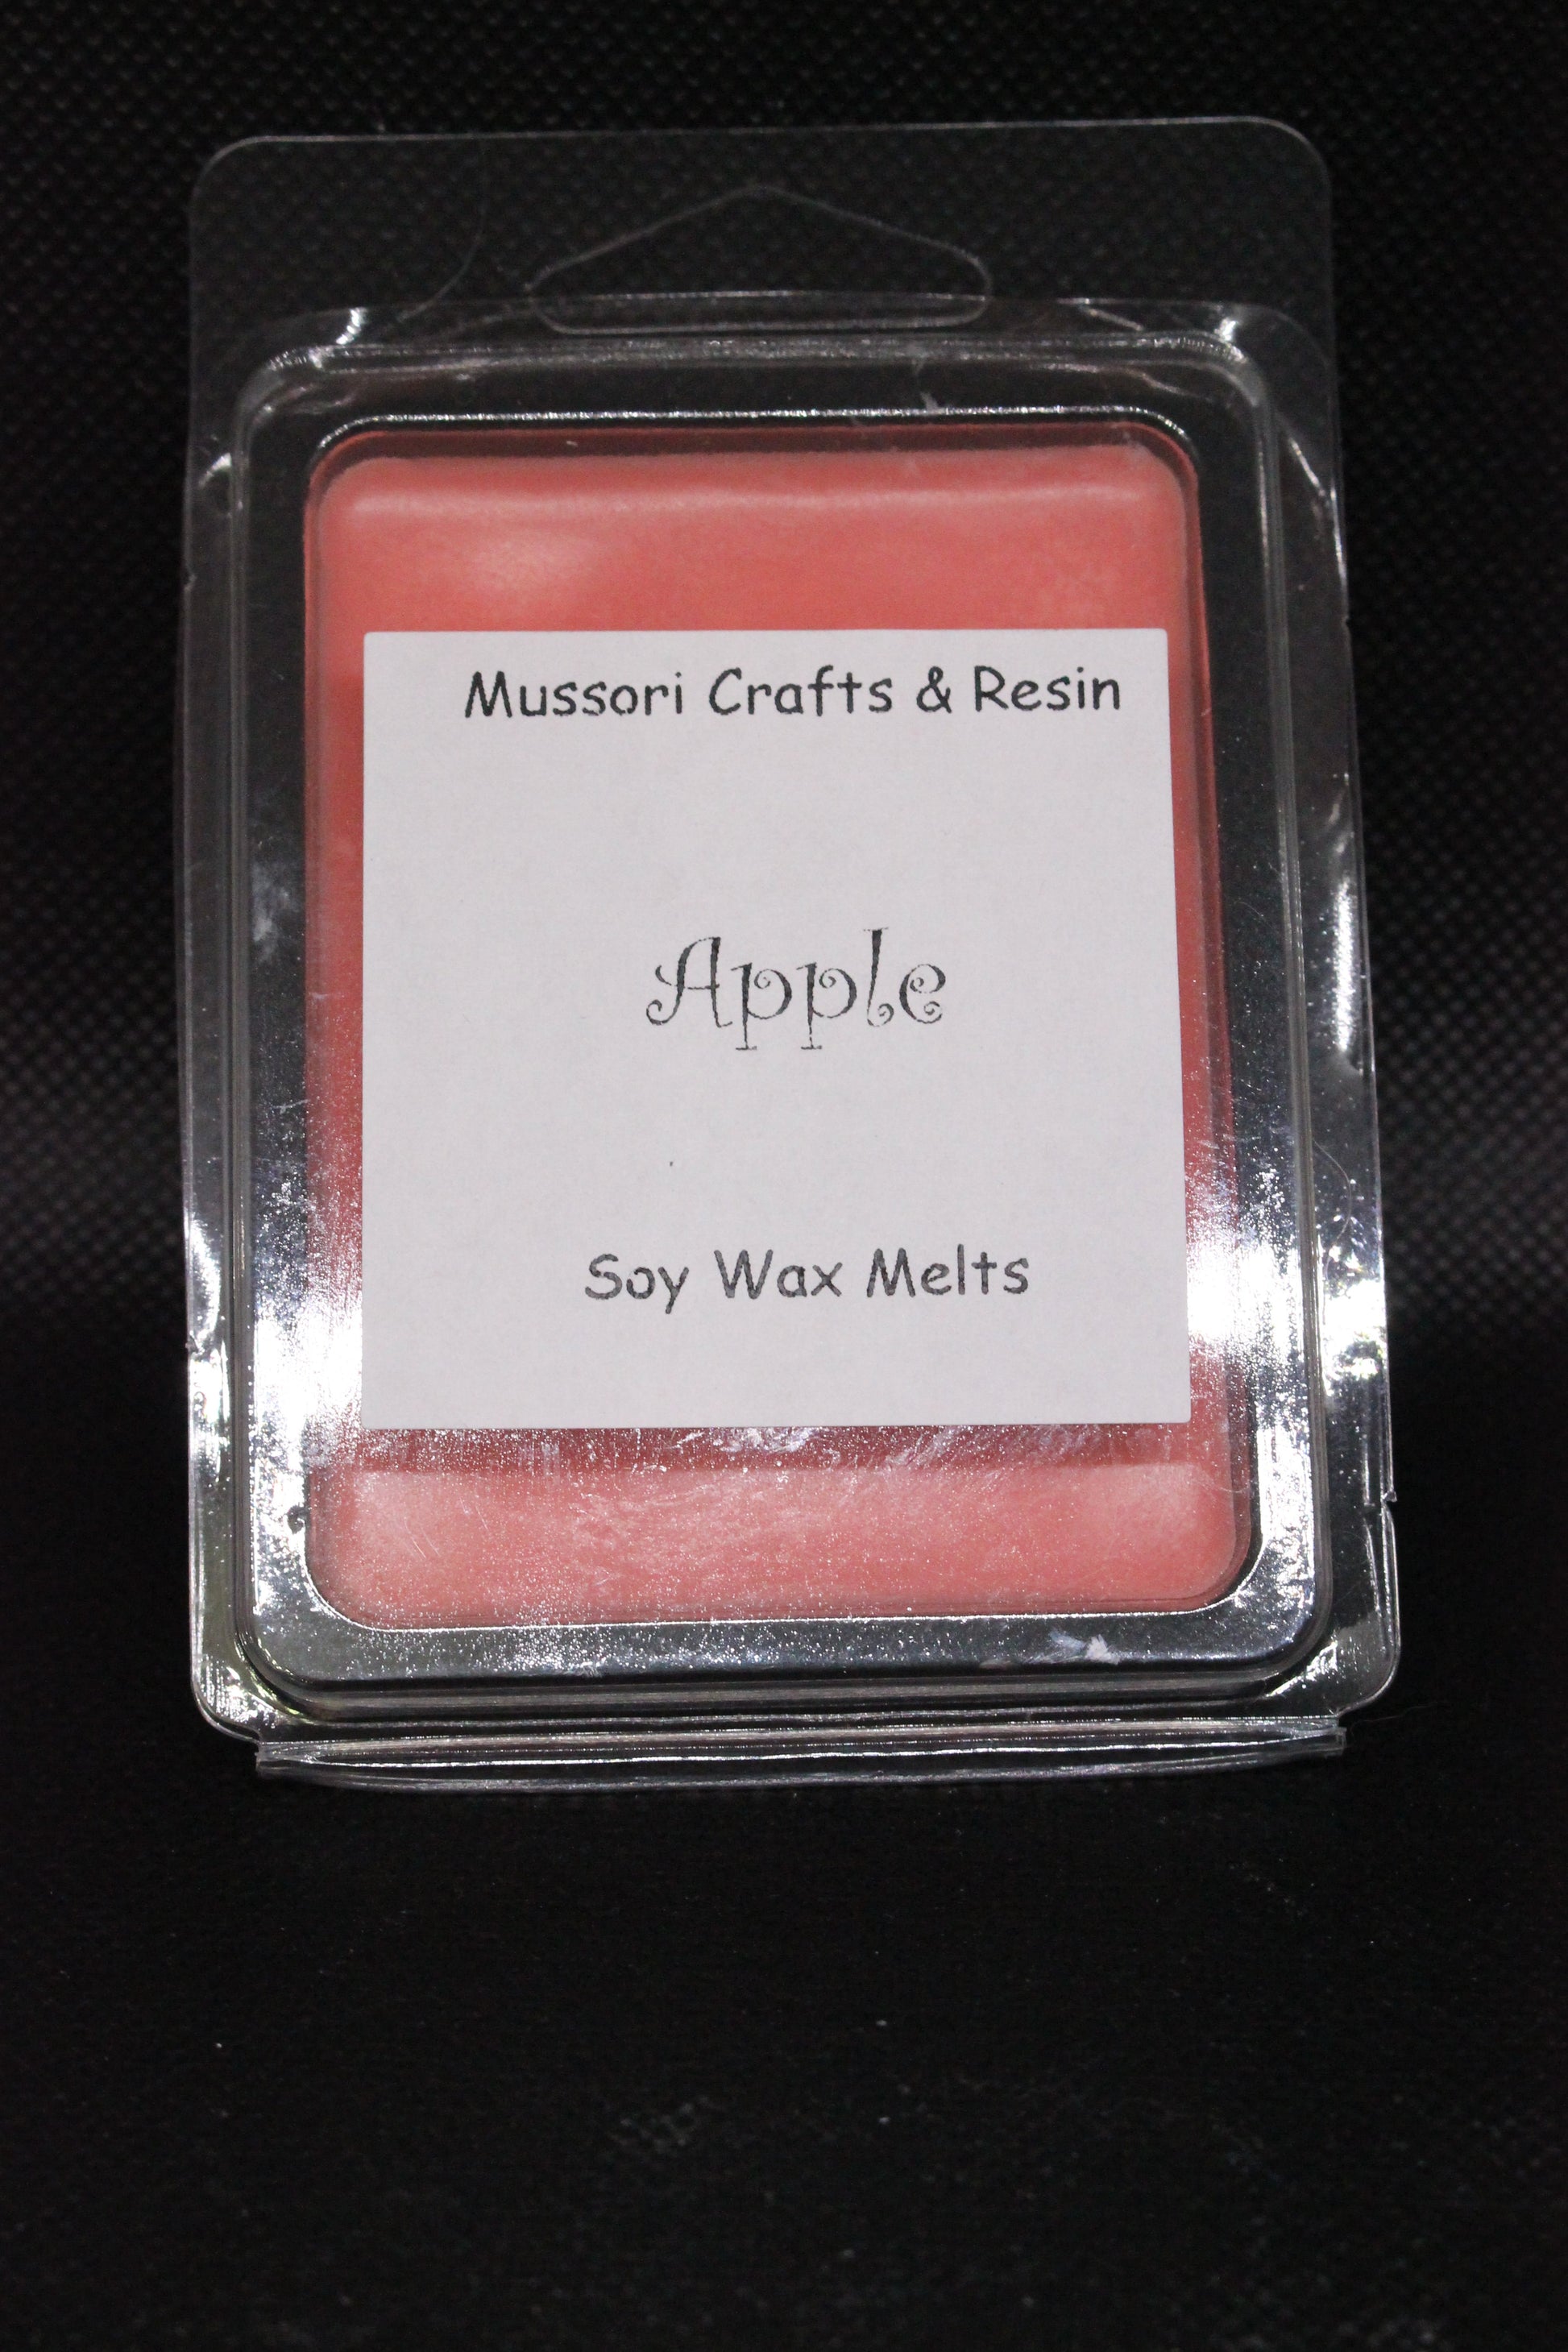 Mussori Crafts & Resin
Apple
Soy Wax Melts